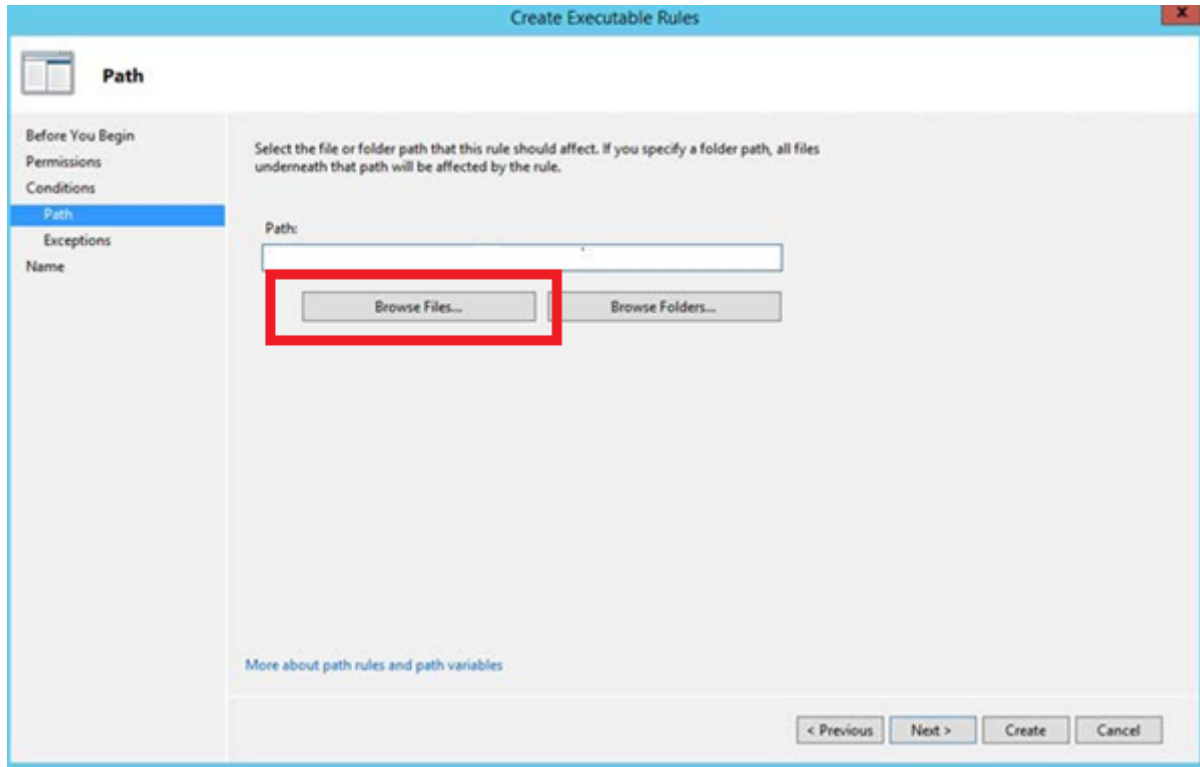 Create Executable Rules
x
Path
Before You Begin
Permissions
Conditions
Path
Exceptions
Name
Select the file or folder path that this rule should affect. If you specify a folder path, all files
underneath that path will be affected by the rule.
Path:
Browse Files...
Browse Folders...
More about path rules and path variables
< Previous
Next >
Create
Cancel